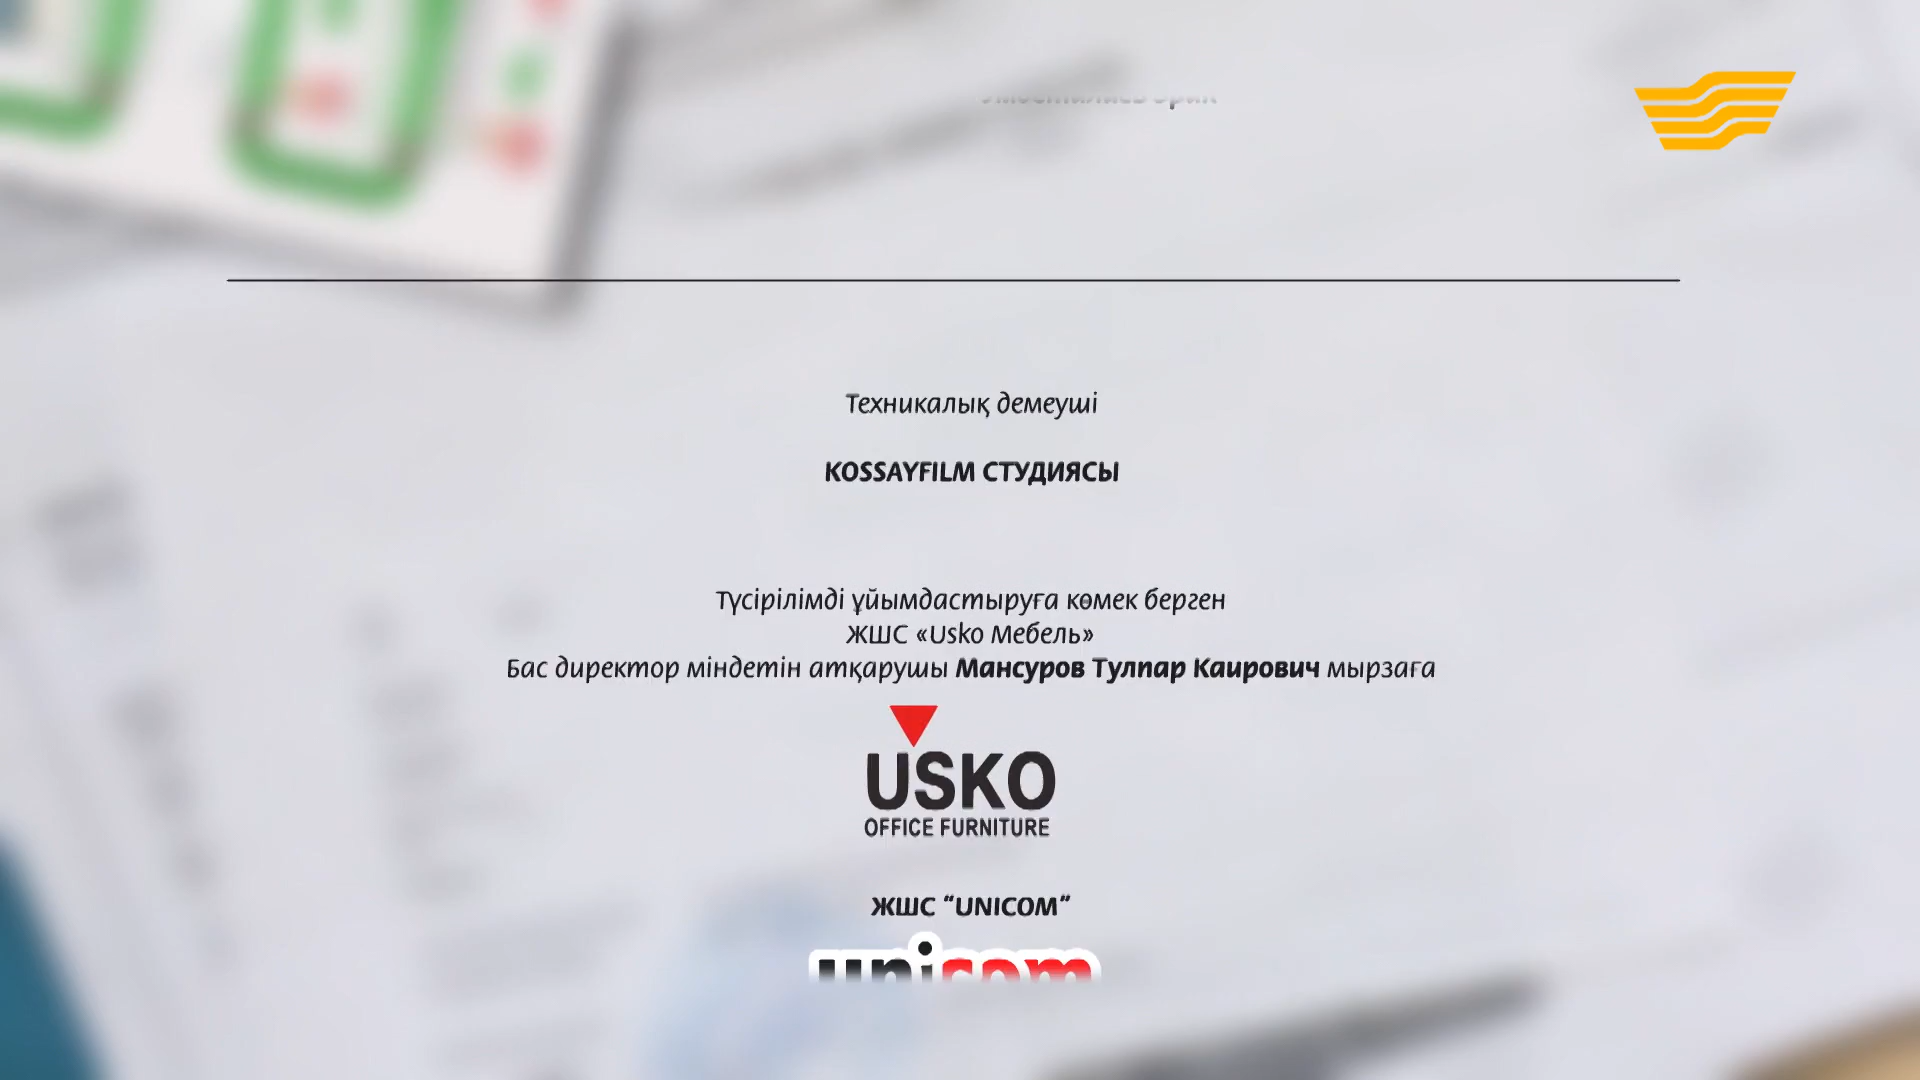 Техникалық демеуші
KOSSAYFILM СТУДИЯСЫ
Түсірілімді ұйымдастыруға көмек берген
ЖШС «Usko Мебель»
Бас директор міндетін атқарушы Мансуров Тулпар Каирович мырзаға
USKO
OFFICE FURNITURE
ЖШС “UNICOM”
unicom